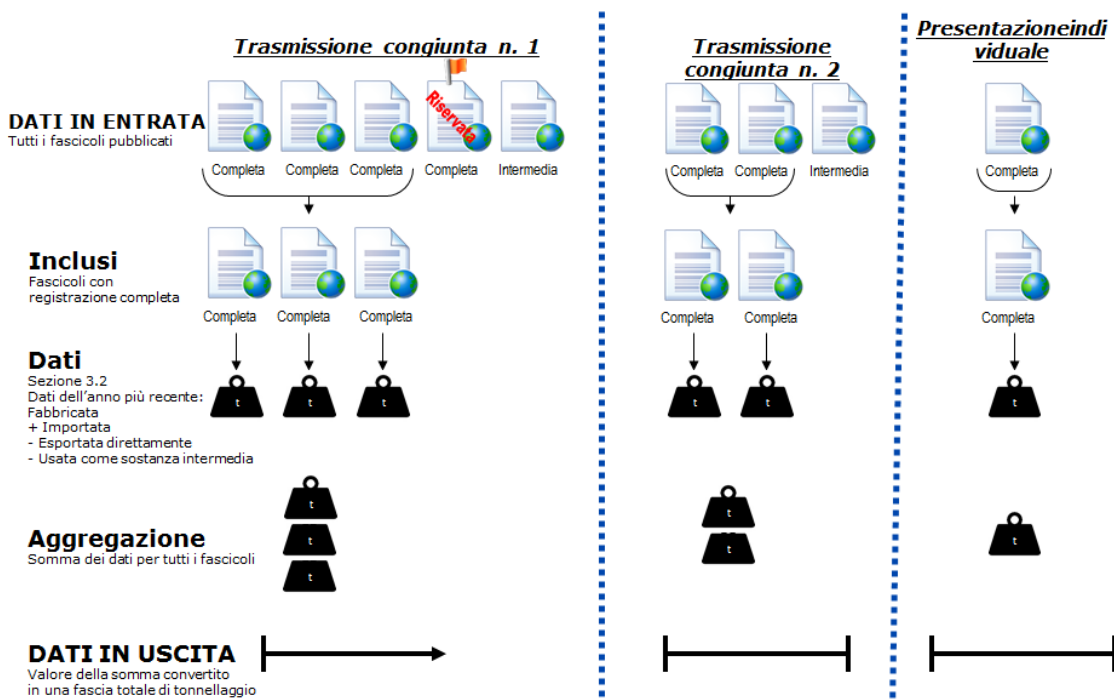 Trasmissione congiunta n. 1
Trasmissione
congiunta n. 2
Presentazioneindi
viduale
DATI IN ENTRATA
Tutti i fascicoli pubblicati
Riservata
Completa Completa Completa Completa Intermedia
Completa Completa Intermedia
Completa
Inclusi
Fascicoli con
registrazione completa
Completa Completa Completa
Completa Completa
Completa
Dati
Sezione 3.2
Dati dell'anno più recente:
Fabbricata
+ Importata
- Esportata direttamente
- Usata come sostanza intermedia
t t t
t t
t
Aggregazione
Somma dei dati per tutti i fascicoli
t
t
t
t
t
t
DATI IN USCITA
Valore della somma convertito
in una fascia totale di tonnellaggio